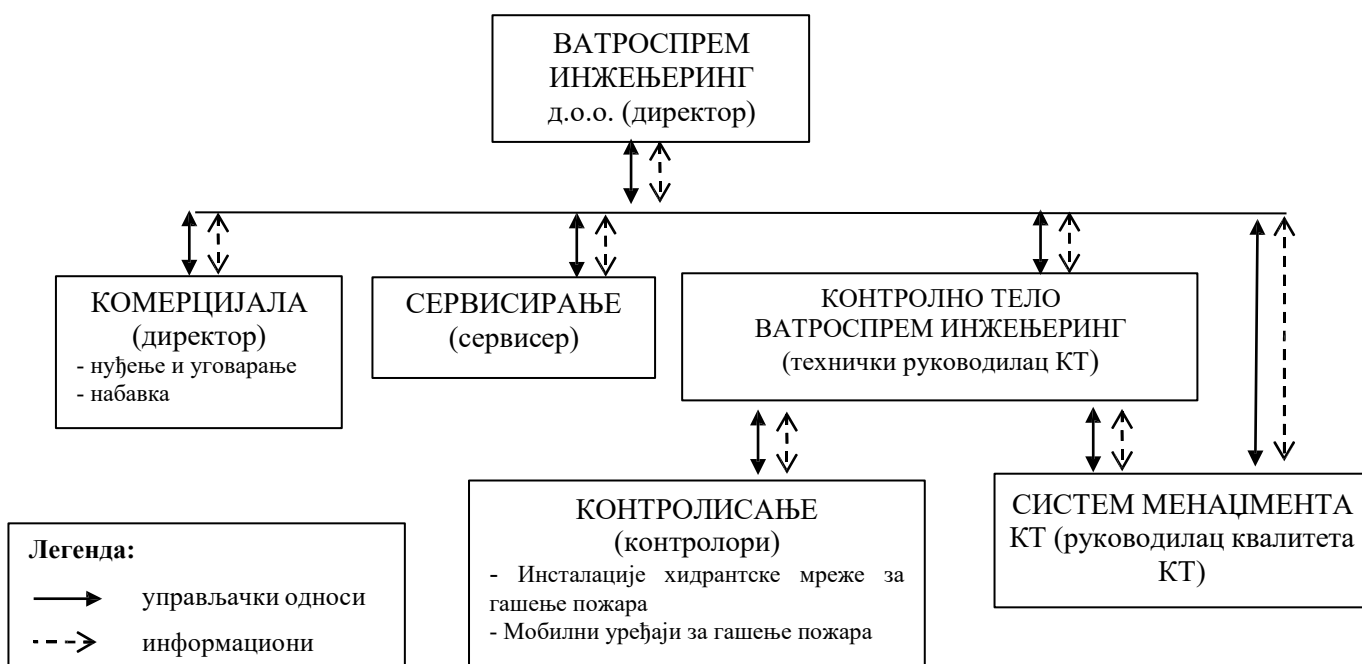 ВАТРОСПРЕМ
ИНЖЕЊЕРИНГ
д.о.о. (директор)
КОМЕРЦИЈАЛА
(директор)
- нуђење и уговарање
- набавка
СЕРВИСИРАЊЕ
(сервисер)
КОНТРОЛНО ТЕЛО
ВАТРОСПРЕМ ИНЖЕЊЕРИНГ
(технички руководилац КТ)
КОНТРОЛИСАЊЕ
(контролори)
- Инсталације хидрантске мреже за
гашење пожара
- Мобилни уређаји за гашење пожара
СИСТЕМ МЕНАЏМЕНТА
КТ (руководилац квалитета
КТ)
Легенда:
управљачки односи
информациони